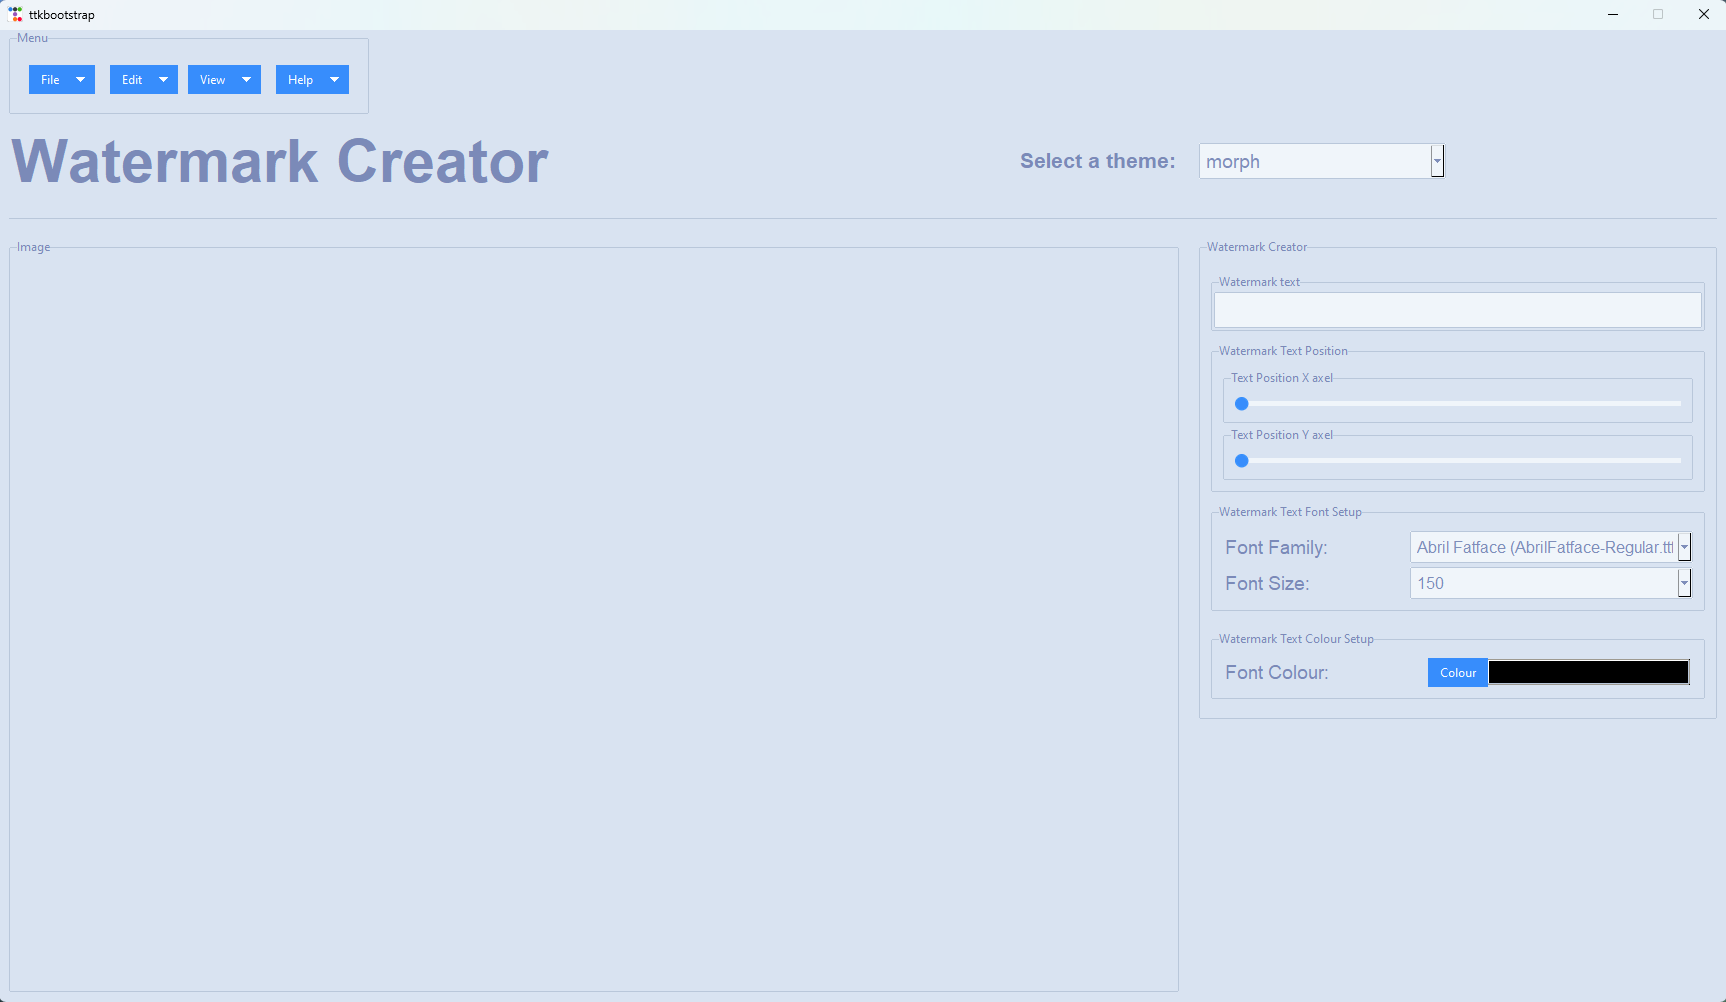 ttkbootstrap
Menu
File Edit View Help
Watermark Creator
Select a theme: morph
Image
Watermark Creator
Watermark text
Watermark Text Position
Text Position X axel
Text Position Y axel
Watermark Text Font Setup
Font Family: Abril Fatface (AbrilFatface-Regular.ttf
Font Size: 150
Watermark Text Colour Setup
Font Colour: Colour